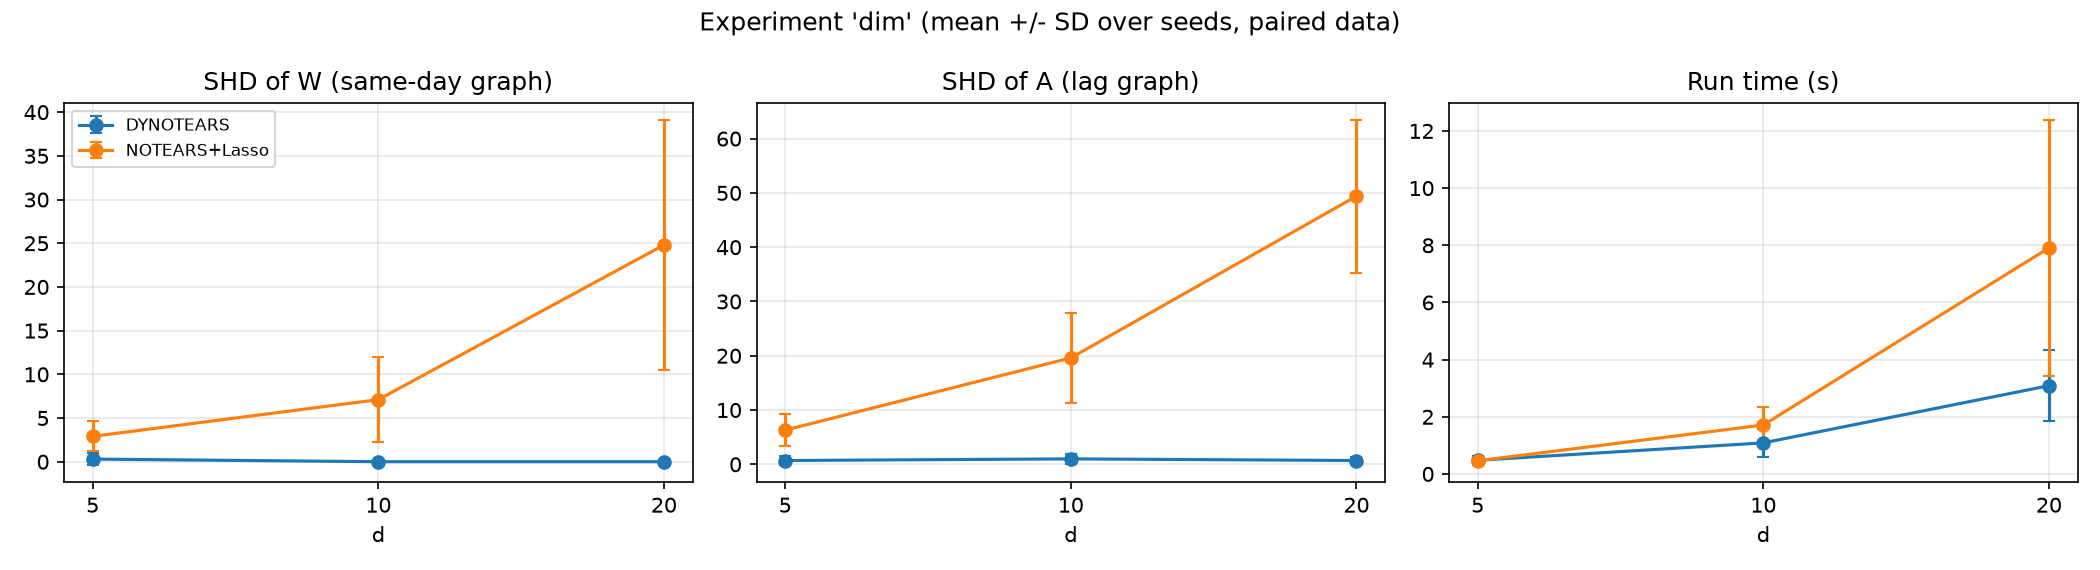 Experiment 'dim' (mean +/- SD over seeds, paired data)
SHD of W (same-day graph)
40
35
30
25
20
15
10
5
0
DYNOTEARS
NOTEARS+Lasso
5 10 20
d
SHD of A (lag graph)
60
50
40
30
20
10
0
5 10 20
d
Run time (s)
12
10
8
6
4
2
0
5 10 20
d